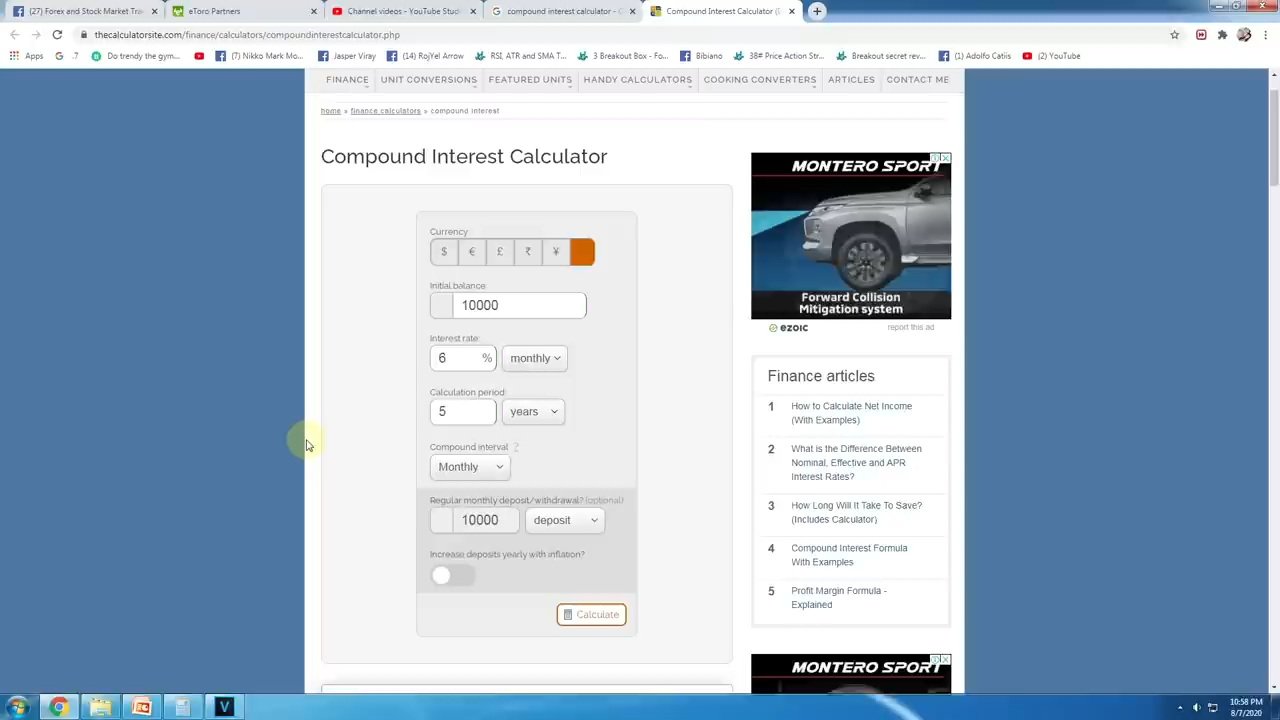 (27) Forex and Stock Market Tra
eToro Partners
Channel videos - YouTube Studi
compound interest calculator - G
Compound Interest Calculator (D
thecalculatorsite.com/finance/calculators/compoundinterestcalculator.php
Apps
.7
Do trendy the gym...
(7) Nikko Mark Mo...
Jasper Viray
(14) RojYel Arrow
RSI, ATR and SMA T...
3 Breakout Box - Fo...
Bibiano
38# Price Action Str...
Breakout secret rev...
(1) Adolfo Catiis
(2) YouTube
FINANCE
UNIT CONVERSIONS
FEATURED UNITS
HANDY CALCULATORS
COOKING CONVERTERS
ARTICLES
CONTACT ME
home » finance calculators » compound interest
Compound Interest Calculator
Currency:
$ € £ ₹ ¥
Initial balance:
10000
Interest rate:
6 % monthly
Calculation period:
5 years
Compound interval: ?
Monthly
Regular monthly deposit/withdrawal? (optional)
10000 deposit
Increase deposits yearly with inflation?
Calculate
MONTERO SPORT
Forward Collision
Mitigation system
ezoic
report this ad
Finance articles
1 How to Calculate Net Income
(With Examples)
2 What is the Difference Between
Nominal, Effective and APR
Interest Rates?
3 How Long Will It Take To Save?
(Includes Calculator)
4 Compound Interest Formula
With Examples
5 Profit Margin Formula -
Explained
MONTERO SPORT
10:58 PM
8/7/2020